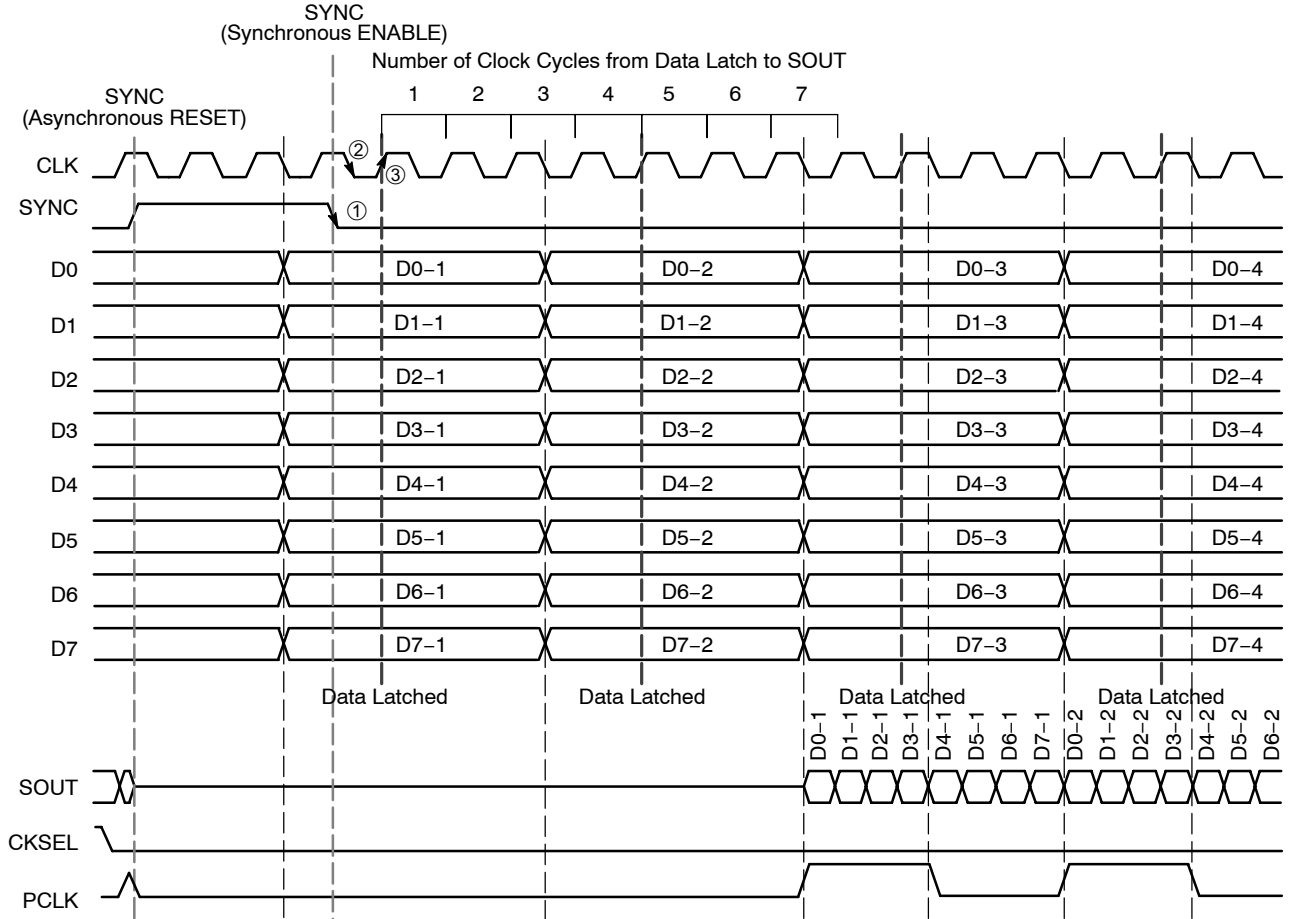 SYNC
(Synchronous ENABLE)
Number of Clock Cycles from Data Latch to SOUT
SYNC
(Asynchronous RESET)
1 2 3 4 5 6 7
CLK ② ③
SYNC ①
D0 D0−1 D0−2 D0−3 D0−4
D1 D1−1 D1−2 D1−3 D1−4
D2 D2−1 D2−2 D2−3 D2−4
D3 D3−1 D3−2 D3−3 D3−4
D4 D4−1 D4−2 D4−3 D4−4
D5 D5−1 D5−2 D5−3 D5−4
D6 D6−1 D6−2 D6−3 D6−4
D7 D7−1 D7−2 D7−3 D7−4
Data Latched Data Latched Data Latched Data Latched
D0−1 D1−1 D2−1 D3−1 D4−1 D5−1 D6−1 D7−1 D0−2 D1−2 D2−2 D3−2 D4−2 D5−2 D6−2
SOUT
CKSEL
PCLK